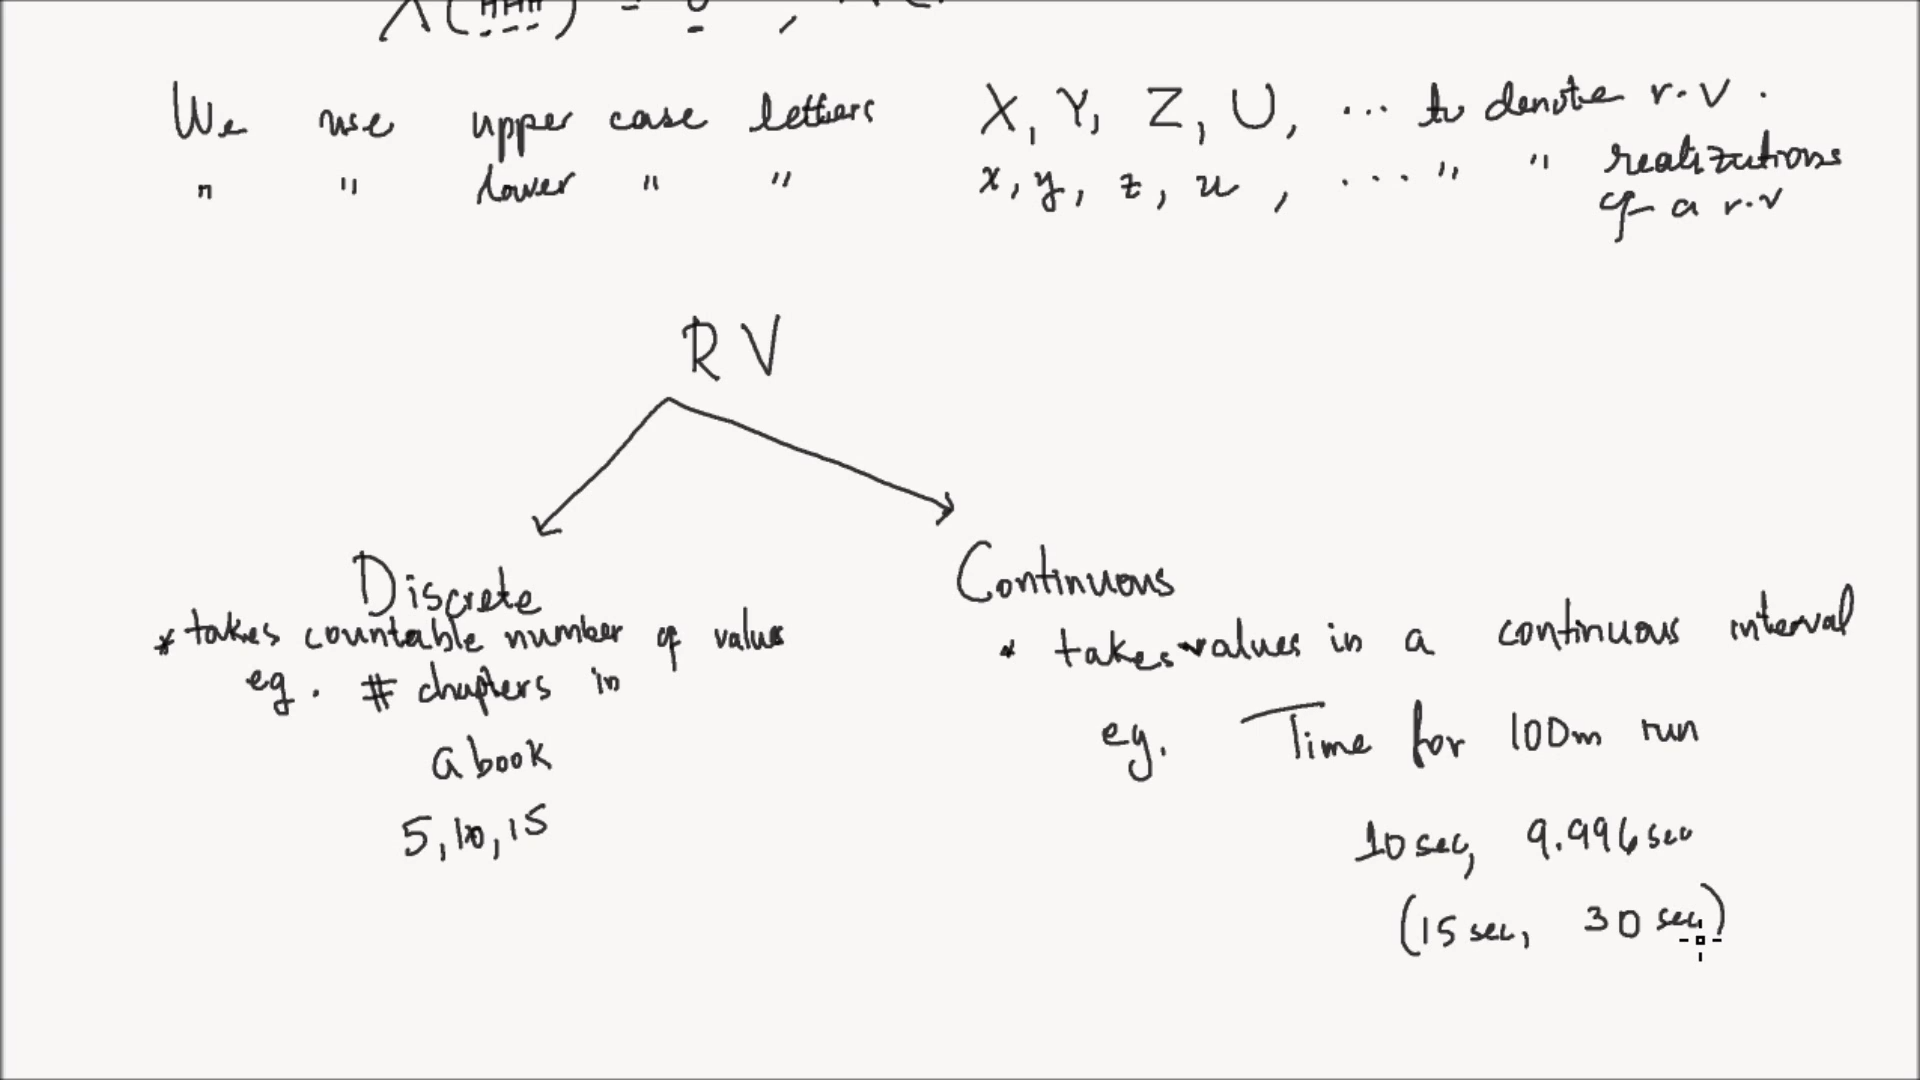 We use upper case letters X, Y, Z, U, ... to denote r.v.
" " lower " " x, y, z, u, ... " " realizations
of a r.v
RV
Discrete
Continuous
* takes countable number of values
* takes values in a continuous interval
eg. # chapters in
a book
eg. Time for 100m run
5, 10, 15
10 sec, 9.996 sec
(15 sec, 30 sec)